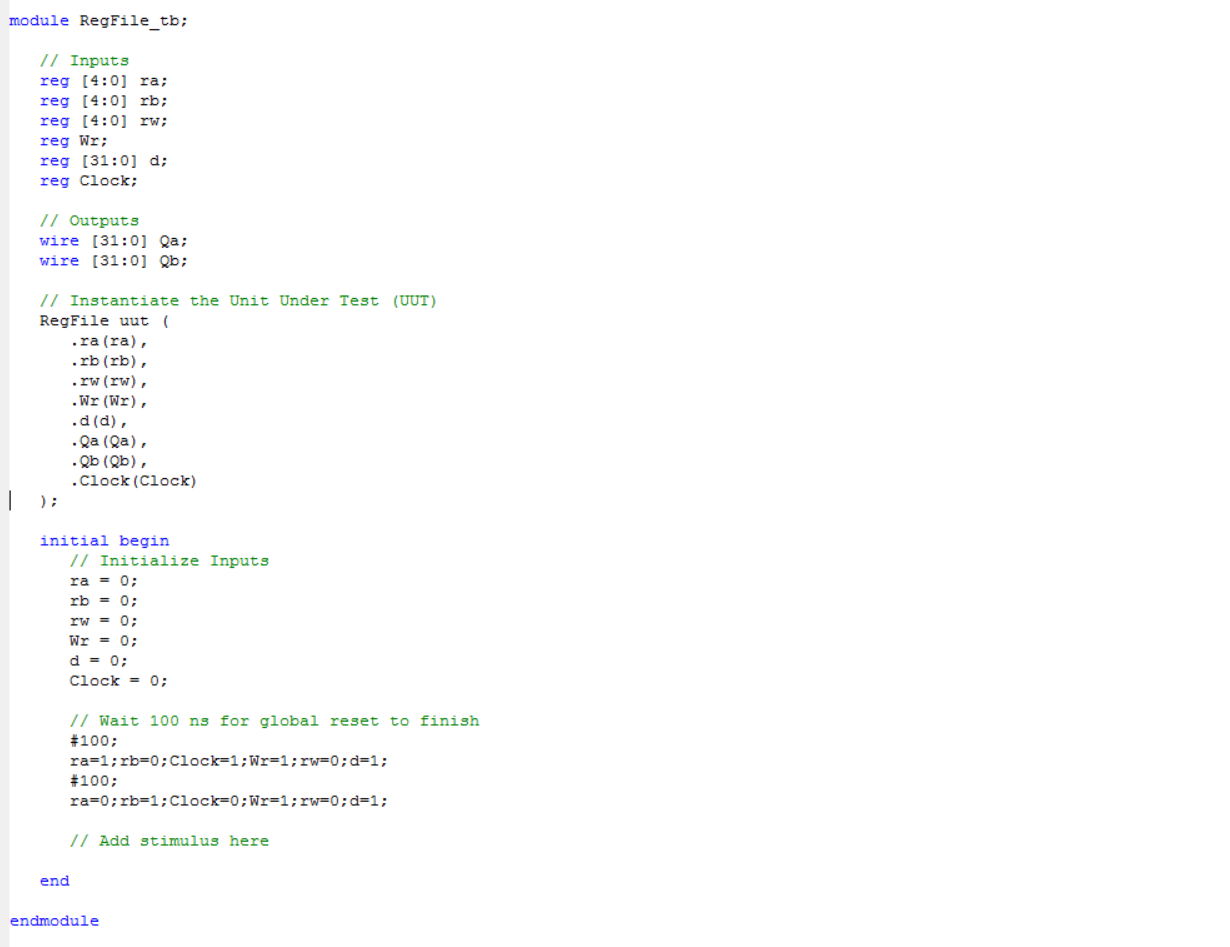 module RegFile_tb;
// Inputs
reg [4:0] ra;
reg [4:0] rb;
reg [4:0] rw;
reg Wr;
reg [31:0] d;
reg Clock;
// Outputs
wire [31:0] Qa;
wire [31:0] Qb;
// Instantiate the Unit Under Test (UUT)
RegFile uut (
.ra(ra),
.rb(rb),
.rw(rw),
.Wr(Wr),
.d(d),
.Qa(Qa),
.Qb(Qb),
.Clock(Clock)
);
initial begin
// Initialize Inputs
ra = 0;
rb = 0;
rw = 0;
Wr = 0;
d = 0;
Clock = 0;
// Wait 100 ns for global reset to finish
#100;
ra=1;rb=0;Clock=1;Wr=1;rw=0;d=1;
#100;
ra=0;rb=1;Clock=0;Wr=1;rw=0;d=1;
// Add stimulus here
end
endmodule